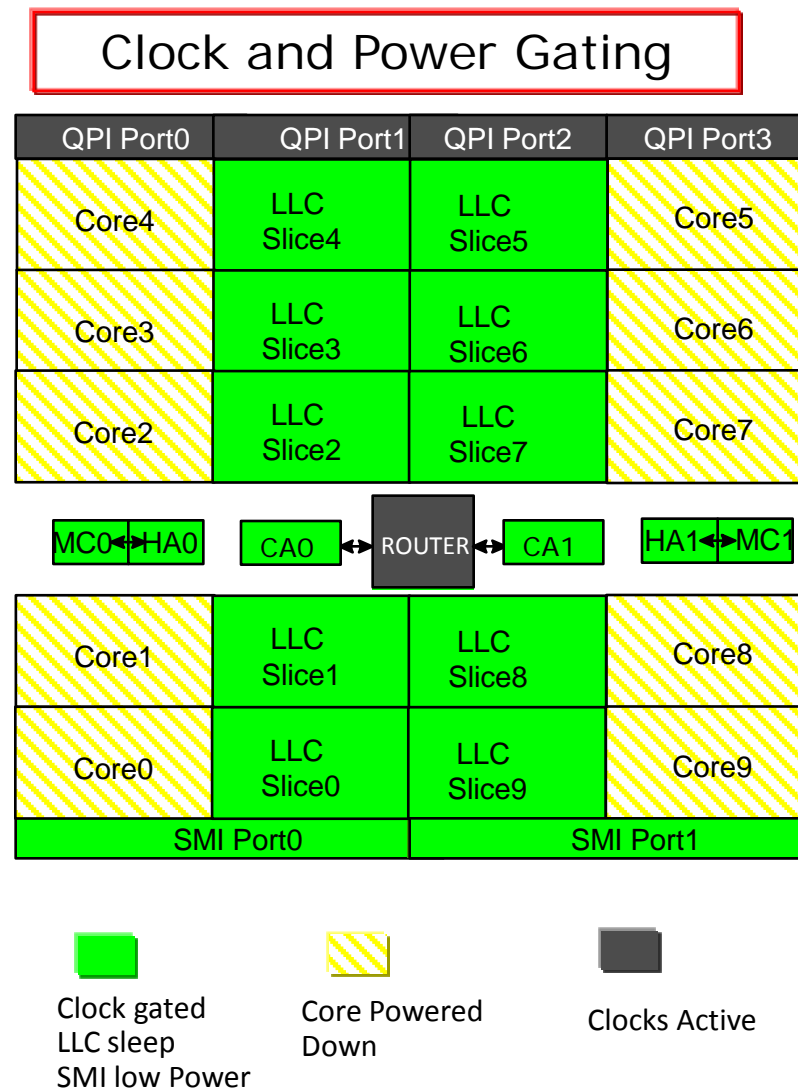 Clock and Power Gating
QPI Port0 QPI Port1 QPI Port2 QPI Port3
Core4
LLC
Slice4
LLC
Slice5
Core5
Core3
LLC
Slice3
LLC
Slice6
Core6
Core2
LLC
Slice2
LLC
Slice7
Core7
MC0 HA0 CA0 ROUTER CA1 HA1 MC1
Core1
LLC
Slice1
LLC
Slice8
Core8
Core0
LLC
Slice0
LLC
Slice9
Core9
SMI Port0 SMI Port1
Clock gated
LLC sleep
SMI low Power
Core Powered
Down
Clocks Active